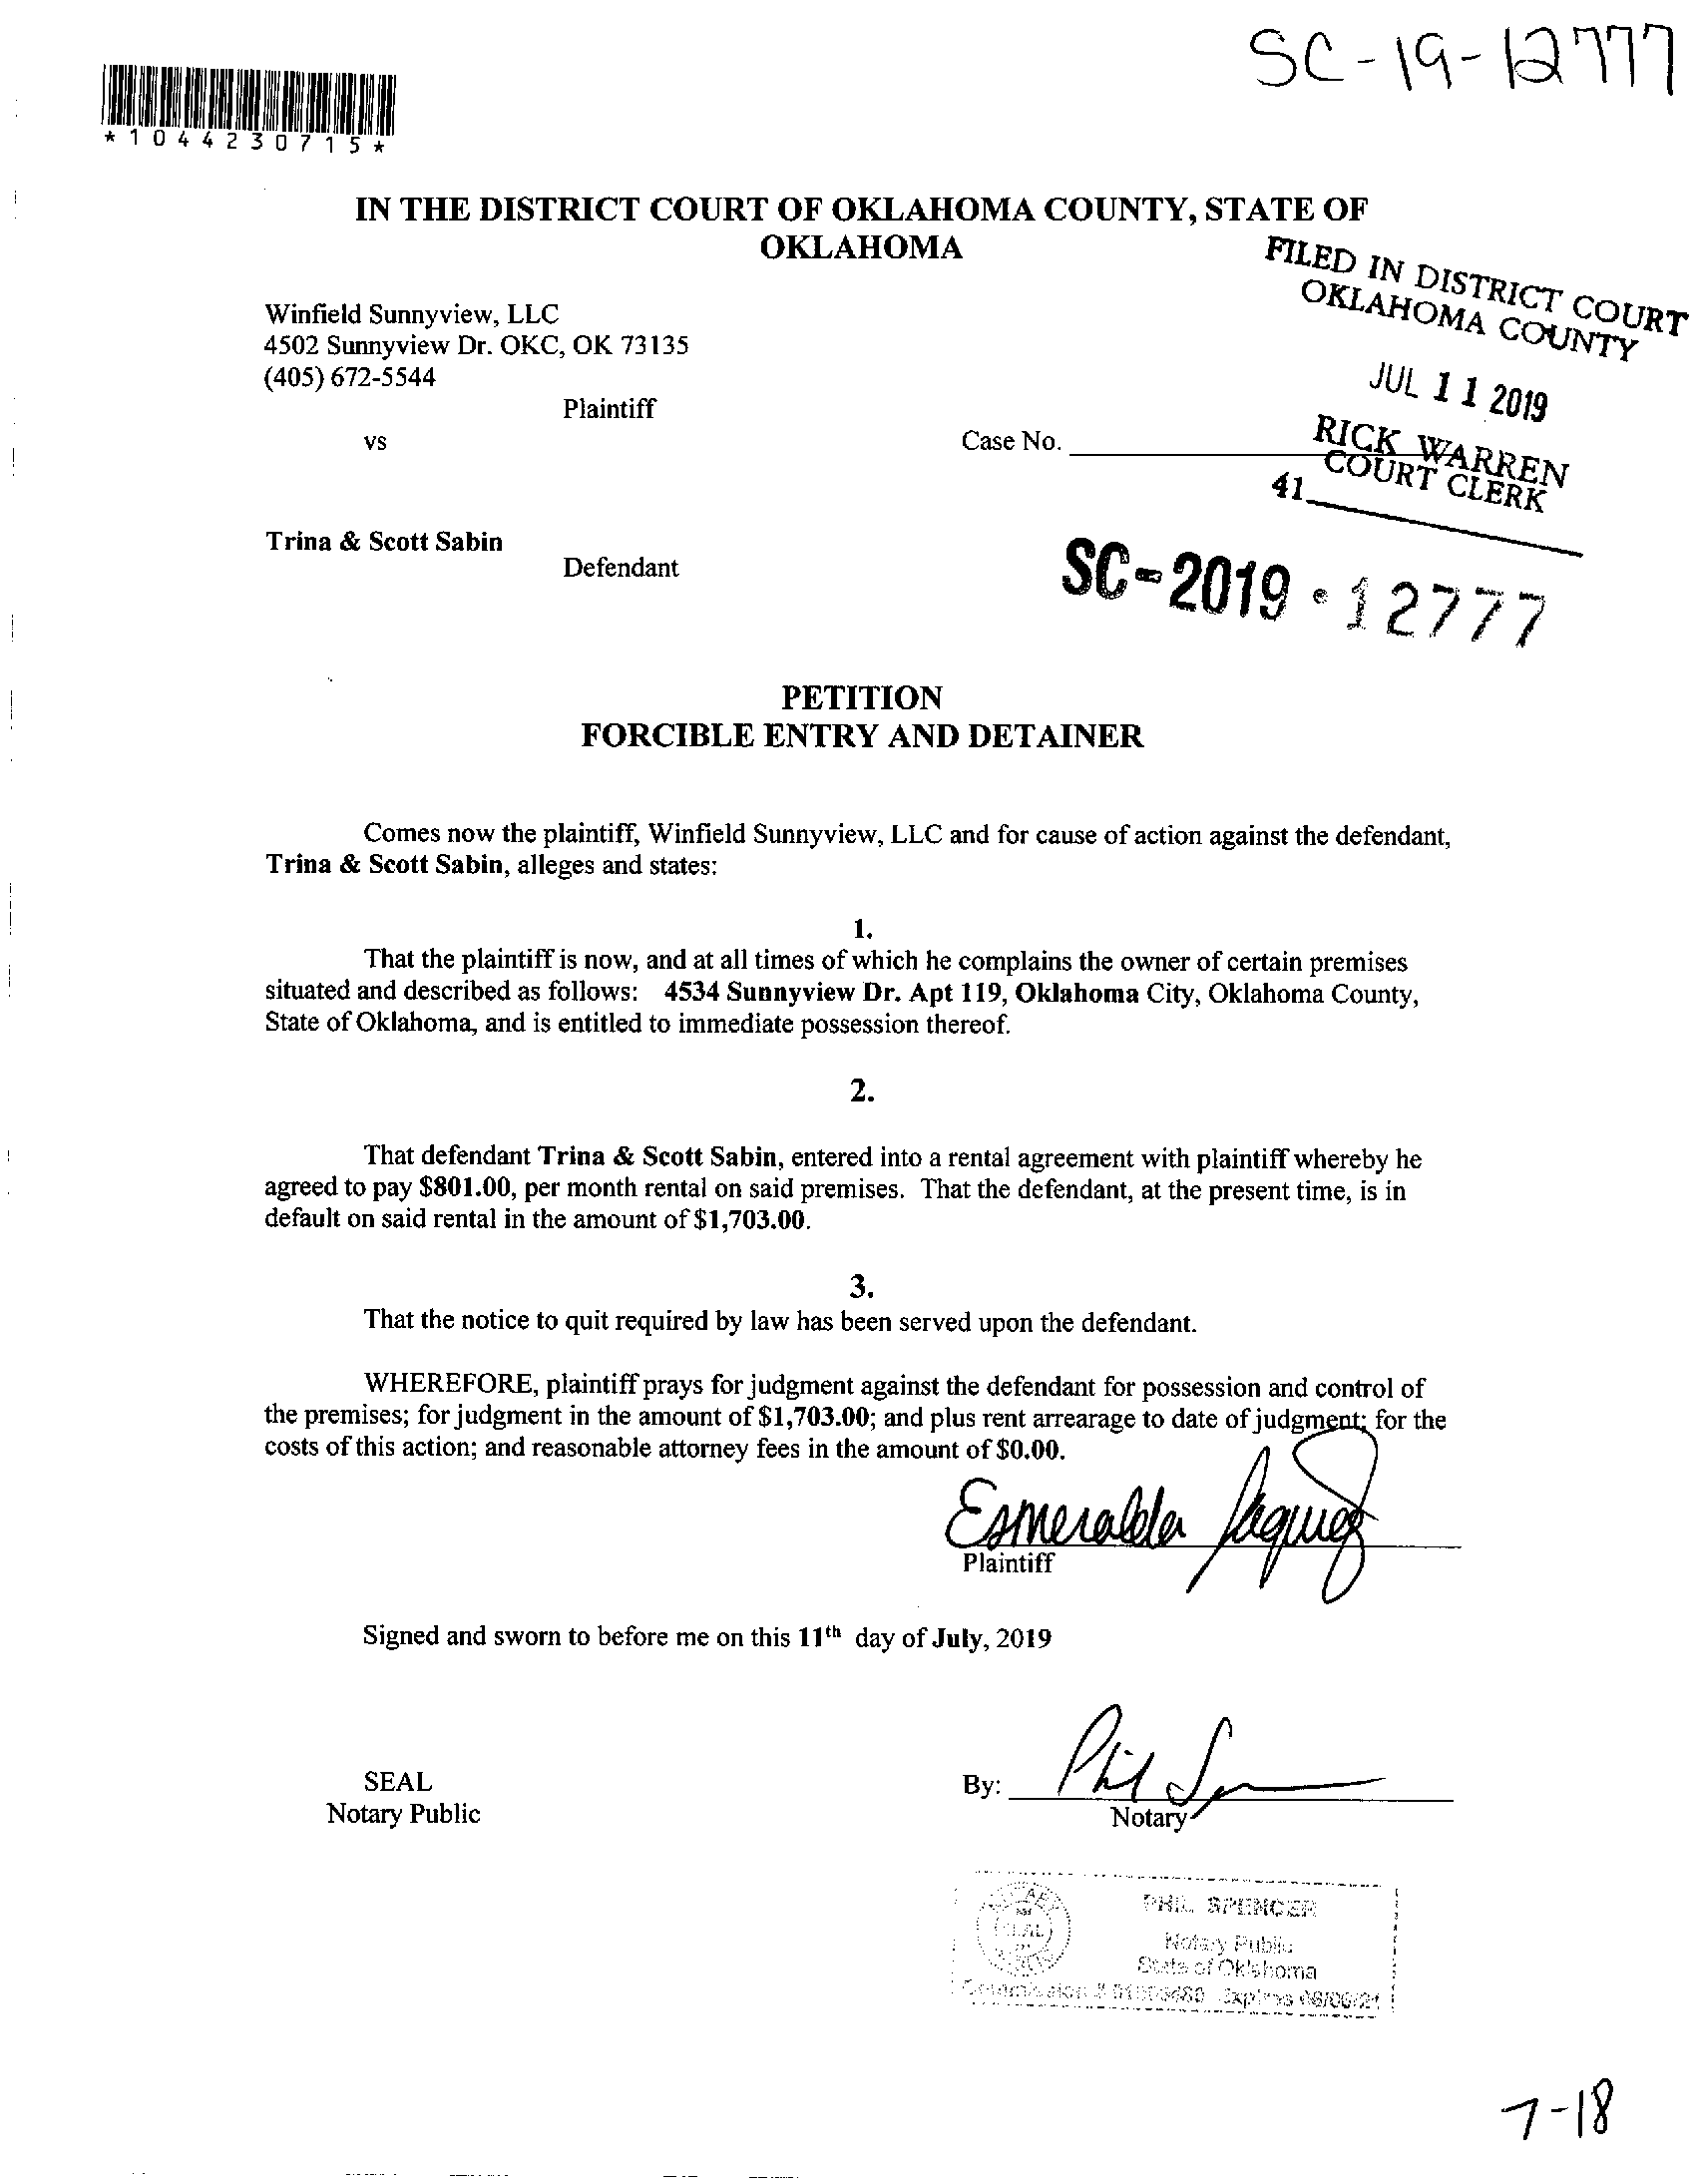 SC-19-12777
*1044230715*
IN THE DISTRICT COURT OF OKLAHOMA COUNTY, STATE OF
OKLAHOMA
FILED IN DISTRICT COURT
OKLAHOMA COUNTY
Winfield Sunnyview, LLC
4502 Sunnyview Dr. OKC, OK 73135
(405) 672-5544
JUL 11 2019
Plaintiff
vs
Case No.
RICK WARREN
COURT CLERK
41
Trina & Scott Sabin
Defendant
SC-2019-12777
PETITION
FORCIBLE ENTRY AND DETAINER
Comes now the plaintiff, Winfield Sunnyview, LLC and for cause of action against the defendant,
Trina & Scott Sabin, alleges and states:
1.
That the plaintiff is now, and at all times of which he complains the owner of certain premises
situated and described as follows: 4534 Sunnyview Dr. Apt 119, Oklahoma City, Oklahoma County,
State of Oklahoma, and is entitled to immediate possession thereof.
2.
That defendant Trina & Scott Sabin, entered into a rental agreement with plaintiff whereby he
agreed to pay $801.00, per month rental on said premises. That the defendant, at the present time, is in
default on said rental in the amount of $1,703.00.
3.
That the notice to quit required by law has been served upon the defendant.
WHEREFORE, plaintiff prays for judgment against the defendant for possession and control of
the premises; for judgment in the amount of $1,703.00; and plus rent arrearage to date of judgment; for the
costs of this action; and reasonable attorney fees in the amount of $0.00.
Esmeralda
Plaintiff
Signed and sworn to before me on this 11th day of July, 2019
SEAL
Notary Public
By: Phil
Notary
PHIL SPENCER
Notary Public
State of Oklahoma
Commission # Expires
7-18